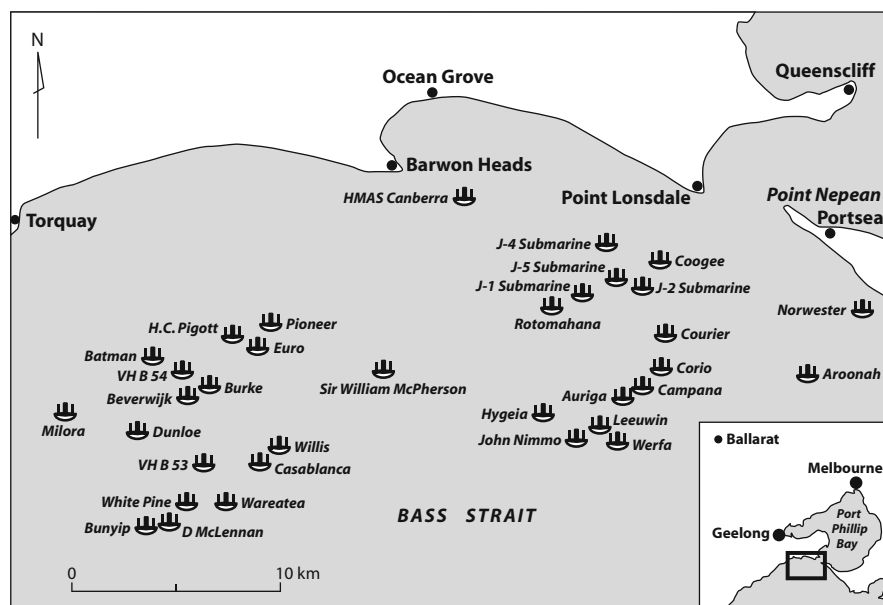 N
Ocean Grove
Queenscliff
Barwon Heads
HMAS Canberra
Point Lonsdale
Point Nepean
Portsea
Torquay
J-4 Submarine
Coogee
J-5 Submarine
J-1 Submarine
J-2 Submarine
Rotomahana
Norwester
Pioneer
H.C. Pigott
Euro
Courier
Batman
VH B 54
Burke
Beverwijk
Sir William McPherson
Corio
Campana
Auriga
Aroonah
Milora
Dunloe
Hygeia
Leeuwin
John Nimmo
Werfa
Willis
VH B 53
Casablanca
White Pine
Wareatea
Bunyip
D McLennan
BASS STRAIT
0
10 km
Ballarat
Melbourne
Geelong
Port
Phillip
Bay